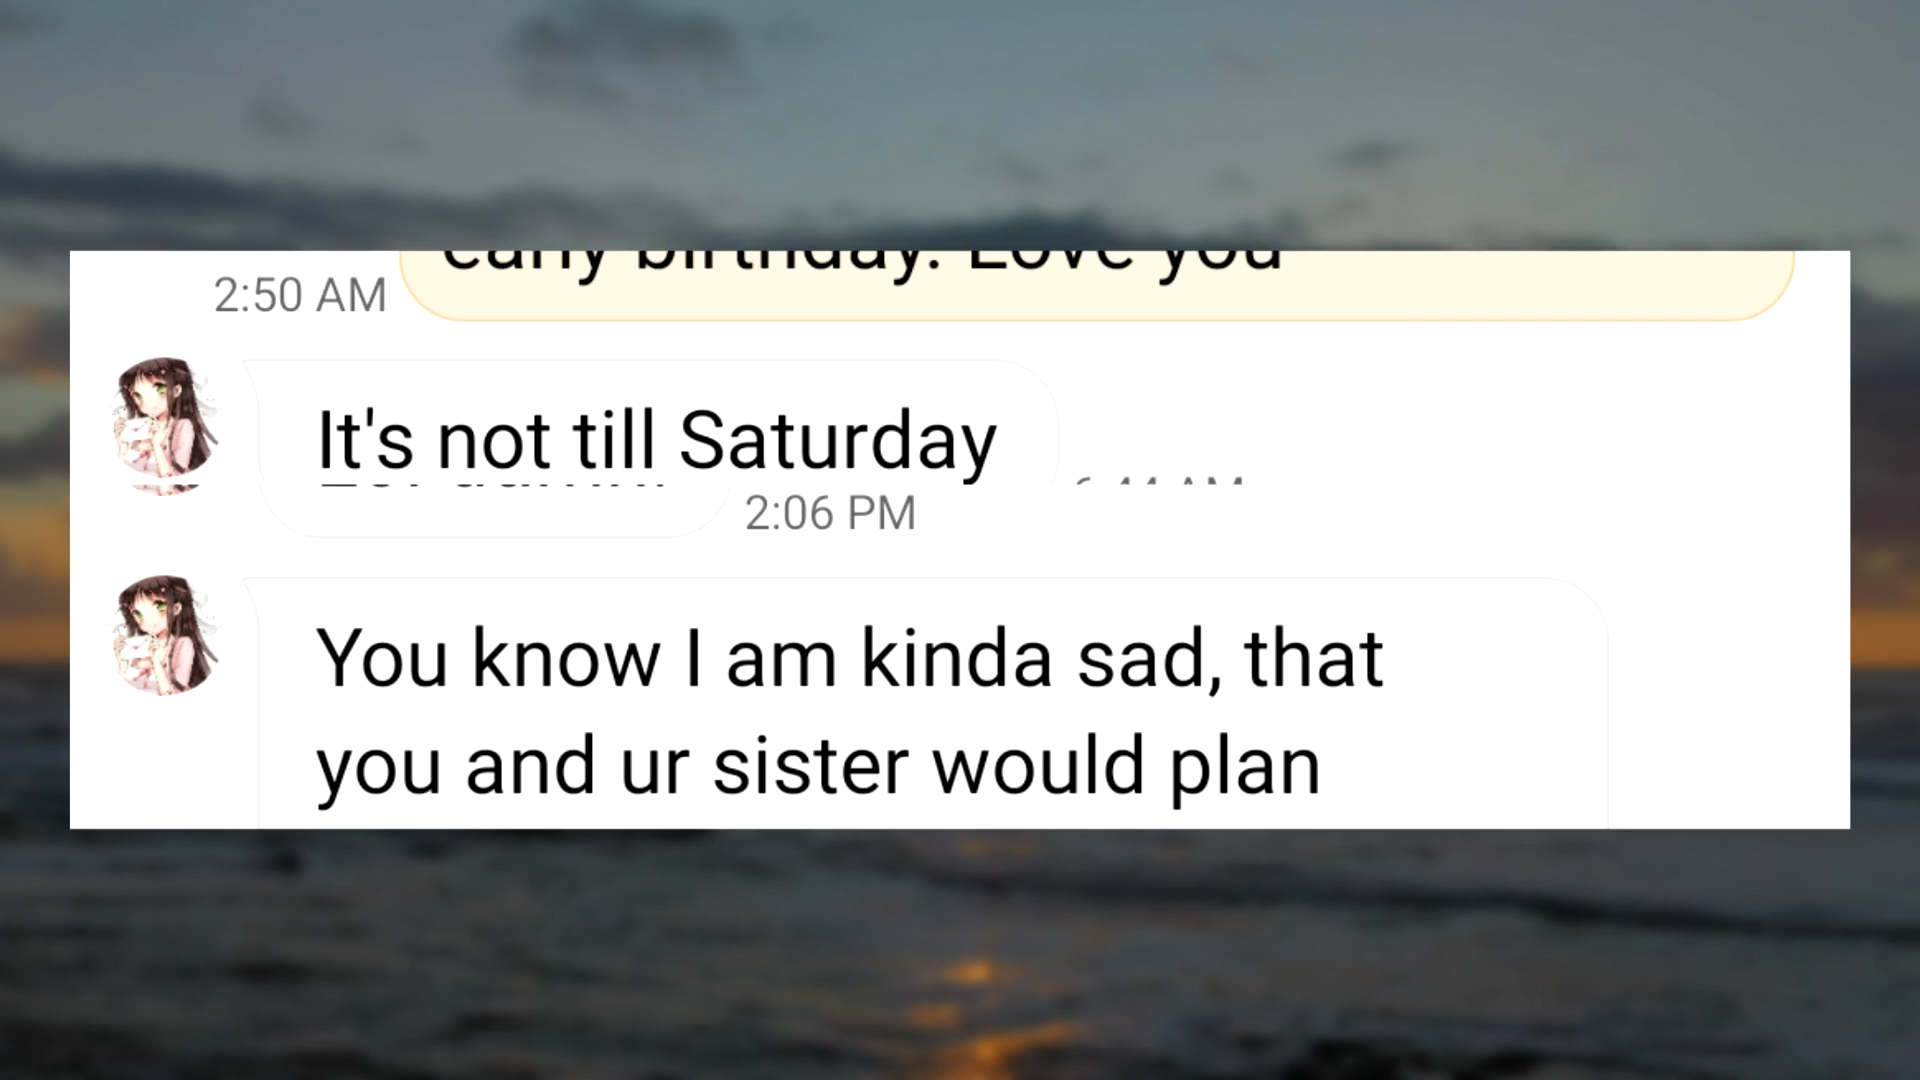 early birthday. Love you
2:50 AM
It's not till Saturday
2:06 PM
You know I am kinda sad, that
you and ur sister would plan